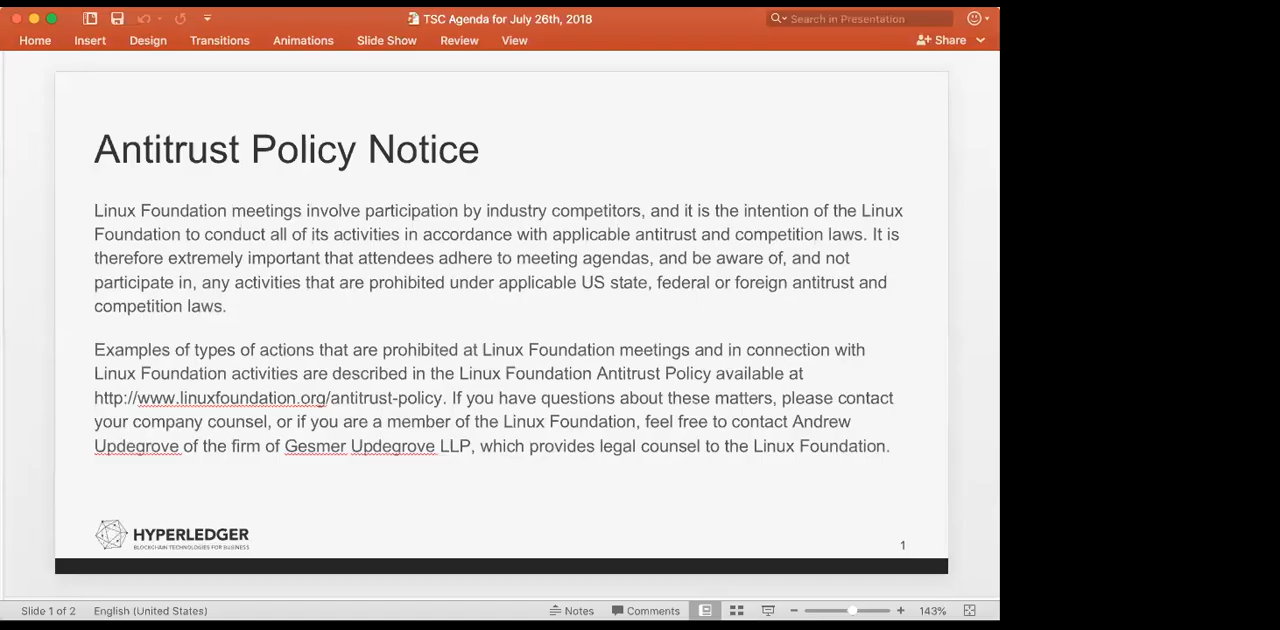 TSC Agenda for July 26th, 2018
Search in Presentation
Home Insert Design Transitions Animations Slide Show Review View Share
Antitrust Policy Notice
Linux Foundation meetings involve participation by industry competitors, and it is the intention of the Linux
Foundation to conduct all of its activities in accordance with applicable antitrust and competition laws. It is
therefore extremely important that attendees adhere to meeting agendas, and be aware of, and not
participate in, any activities that are prohibited under applicable US state, federal or foreign antitrust and
competition laws.
Examples of types of actions that are prohibited at Linux Foundation meetings and in connection with
Linux Foundation activities are described in the Linux Foundation Antitrust Policy available at
http://www.linuxfoundation.org/antitrust-policy. If you have questions about these matters, please contact
your company counsel, or if you are a member of the Linux Foundation, feel free to contact Andrew
Updegrove of the firm of Gesmer Updegrove LLP, which provides legal counsel to the Linux Foundation.
HYPERLEDGER
BLOCKCHAIN TECHNOLOGIES FOR BUSINESS
1
Slide 1 of 2 English (United States) Notes Comments 143%